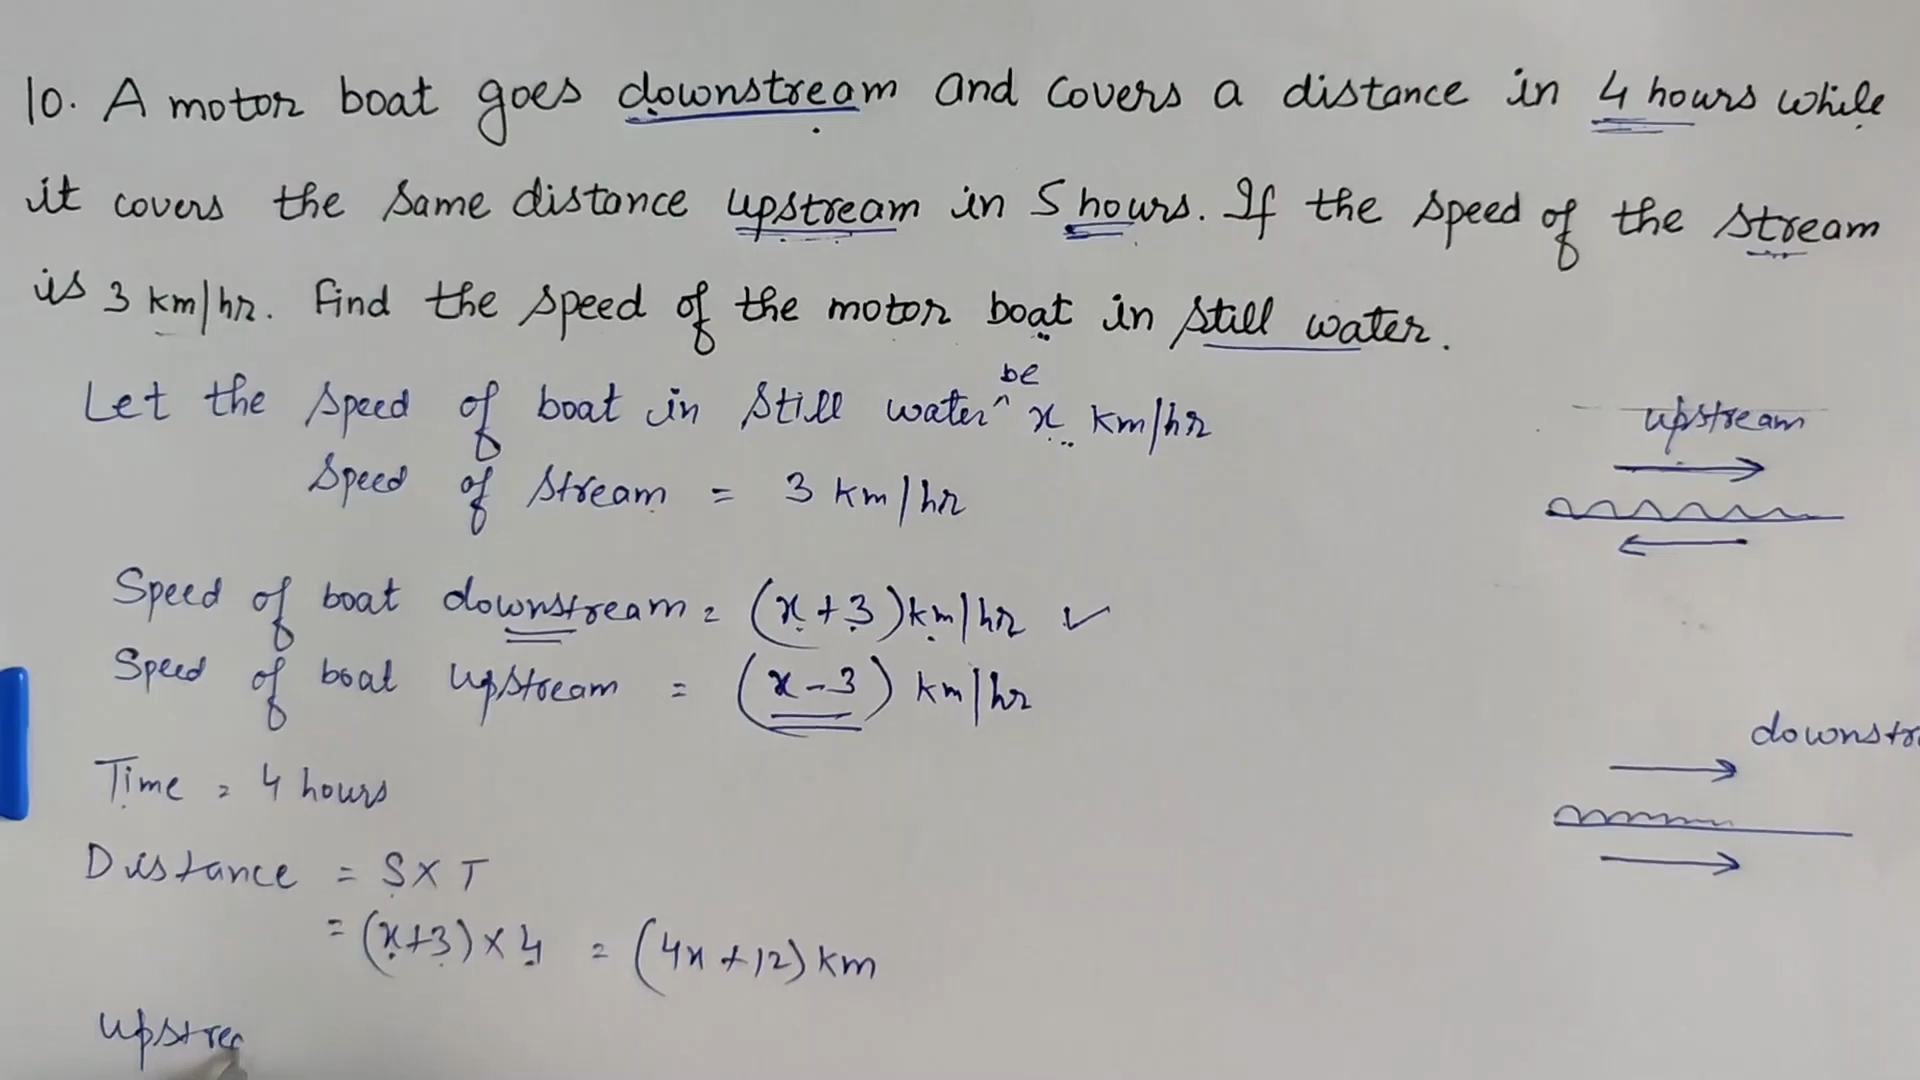 10. A motor boat goes downstream and covers a distance in 4 hours while
it covers the same distance upstream in 5 hours. If the speed of the stream
is 3 km/hr. Find the speed of the motor boat in still water.
Let the speed of boat in still water ^ be x km/hr
Speed of stream = 3 km/hr
upstream
Speed of boat downstream = (x+3) km/hr ✓
Speed of boat upstream = (x-3) km/hr
downstr
Time = 4 hours
Distance = S×T
= (x+3)×4 = (4x+12) km
upstrea